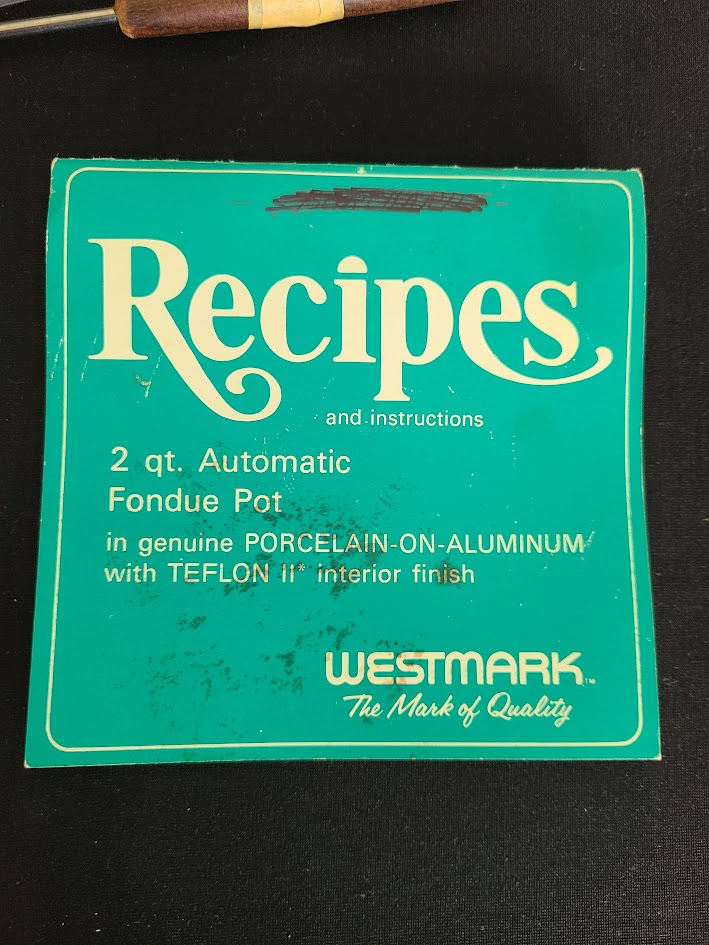 Recipes
and instructions
2 qt. Automatic
Fondue Pot
in genuine PORCELAIN-ON-ALUMINUM
with TEFLON II* interior finish
WESTMARK™
The Mark of Quality